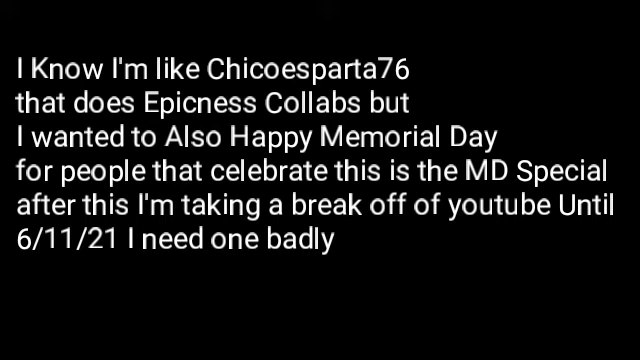 I Know I'm like Chicoesparta76
that does Epicness Collabs but
I wanted to Also Happy Memorial Day
for people that celebrate this is the MD Special
after this I'm taking a break off of youtube Until
6/11/21 I need one badly